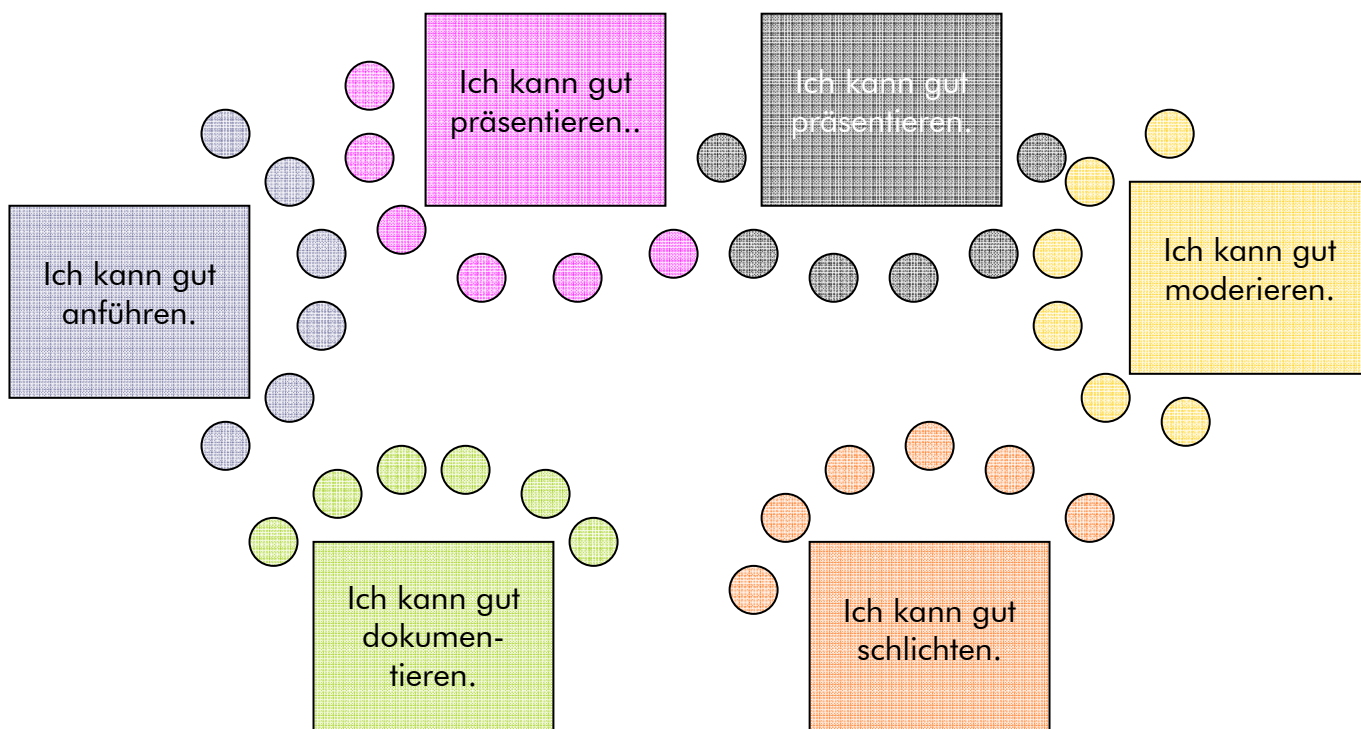 Ich kann gut
präsentieren..
Ich kann gut
präsentieren.
Ich kann gut
anführen.
Ich kann gut
moderieren.
Ich kann gut
dokumen-
tieren.
Ich kann gut
schlichten.